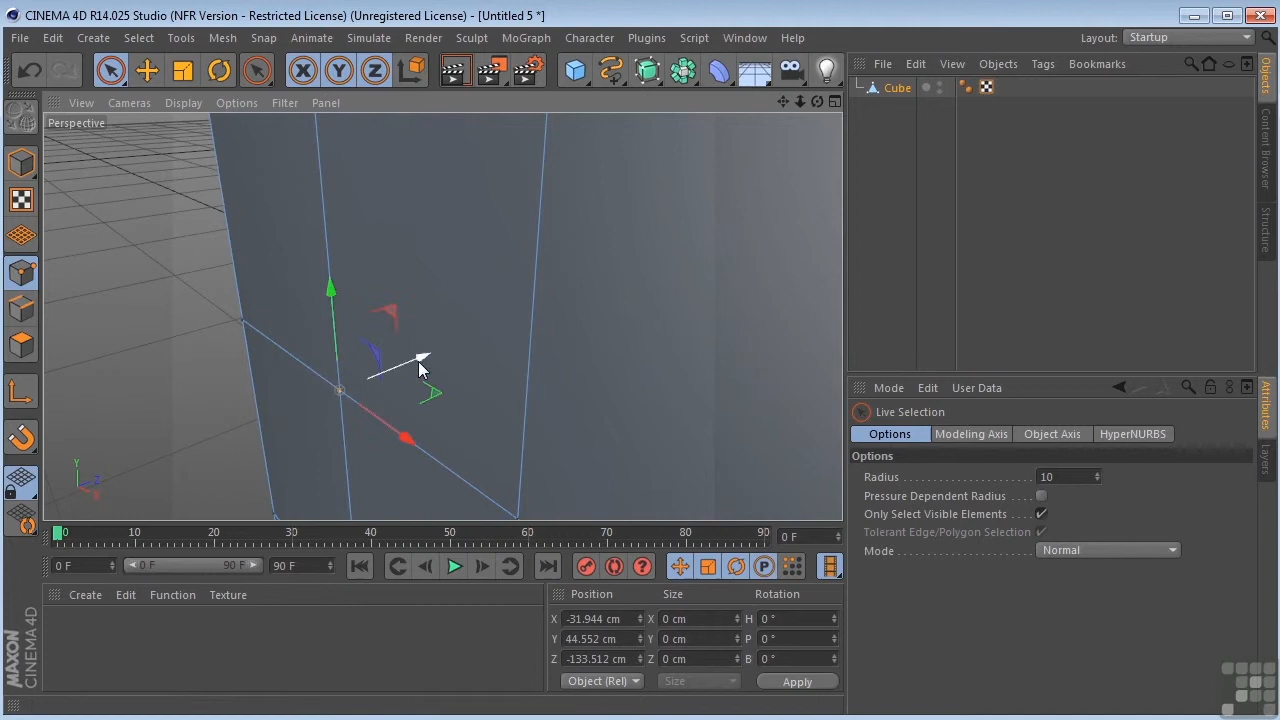 CINEMA 4D R14.025 Studio (NFR Version - Restricted License) (Unregistered License) - [Untitled 5 *]
File Edit Create Select Tools Mesh Snap Animate Simulate Render Sculpt MoGraph Character Plugins Script Window Help Layout: Startup
X Y Z
View Cameras Display Options Filter Panel
Perspective
Y Z X
0 10 20 30 40 50 60 70 80 90 0 F
0 F 0 F 90 F 90 F
Create Edit Function Texture
MAXON CINEMA 4D
Position Size Rotation
X -31.944 cm X 0 cm H 0 °
Y 44.552 cm Y 0 cm P 0 °
Z -133.512 cm Z 0 cm B 0 °
Object (Rel) Size Apply
File Edit View Objects Tags Bookmarks
Cube
Objects
Content Browser
Structure
Mode Edit User Data
Live Selection
Options Modeling Axis Object Axis HyperNURBS
Options
Radius 10
Pressure Dependent Radius
Only Select Visible Elements
Tolerant Edge/Polygon Selection
Mode Normal
Attributes
Layers